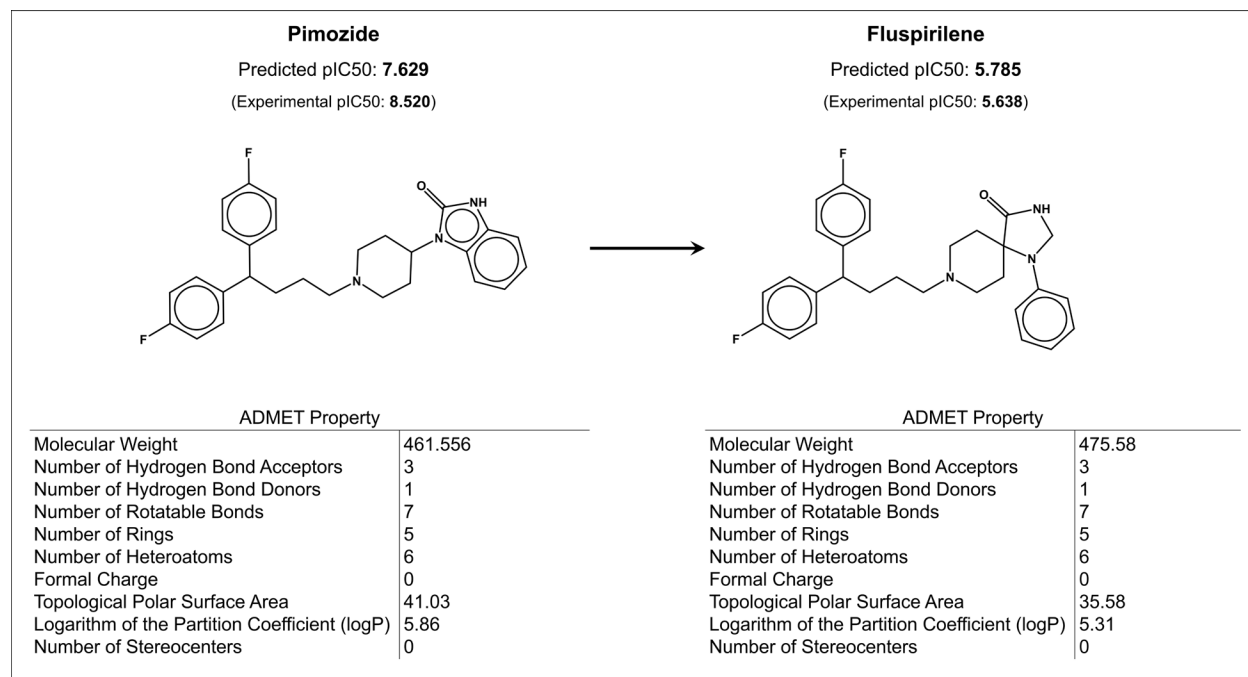 Pimozide
Predicted pIC50: 7.629
(Experimental pIC50: 8.520)
F
F
N
O
N
NH
Fluspirilene
Predicted pIC50: 5.785
(Experimental pIC50: 5.638)
F
F
N
O
NH
N
ADMET Property
Molecular Weight 461.556
Number of Hydrogen Bond Acceptors 3
Number of Hydrogen Bond Donors 1
Number of Rotatable Bonds 7
Number of Rings 5
Number of Heteroatoms 6
Formal Charge 0
Topological Polar Surface Area 41.03
Logarithm of the Partition Coefficient (logP) 5.86
Number of Stereocenters 0
ADMET Property
Molecular Weight 475.58
Number of Hydrogen Bond Acceptors 3
Number of Hydrogen Bond Donors 1
Number of Rotatable Bonds 7
Number of Rings 5
Number of Heteroatoms 6
Formal Charge 0
Topological Polar Surface Area 35.58
Logarithm of the Partition Coefficient (logP) 5.31
Number of Stereocenters 0